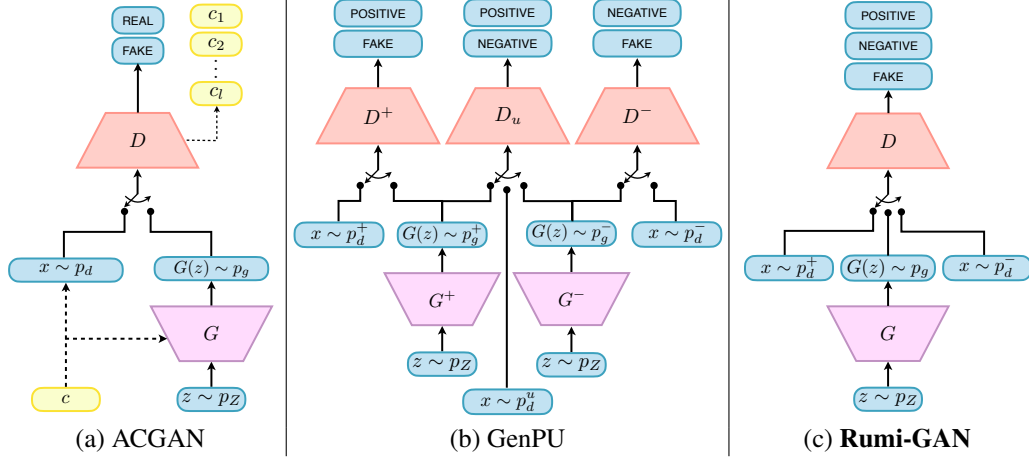 REAL
FAKE
c_1
c_2
c_l
D
x ∼ p_d
G(z) ∼ p_g
G
c
z ∼ p_Z
(a) ACGAN
POSITIVE
FAKE
POSITIVE
NEGATIVE
NEGATIVE
FAKE
D^+
D_u
D^-
x ∼ p_d^+
G(z) ∼ p_g^+
G(z) ∼ p_g^-
x ∼ p_d^-
G^+
G^-
z ∼ p_Z
z ∼ p_Z
x ∼ p_d^u
(b) GenPU
POSITIVE
NEGATIVE
FAKE
D
x ∼ p_d^+
G(z) ∼ p_g
x ∼ p_d^-
G
z ∼ p_Z
(c) Rumi-GAN